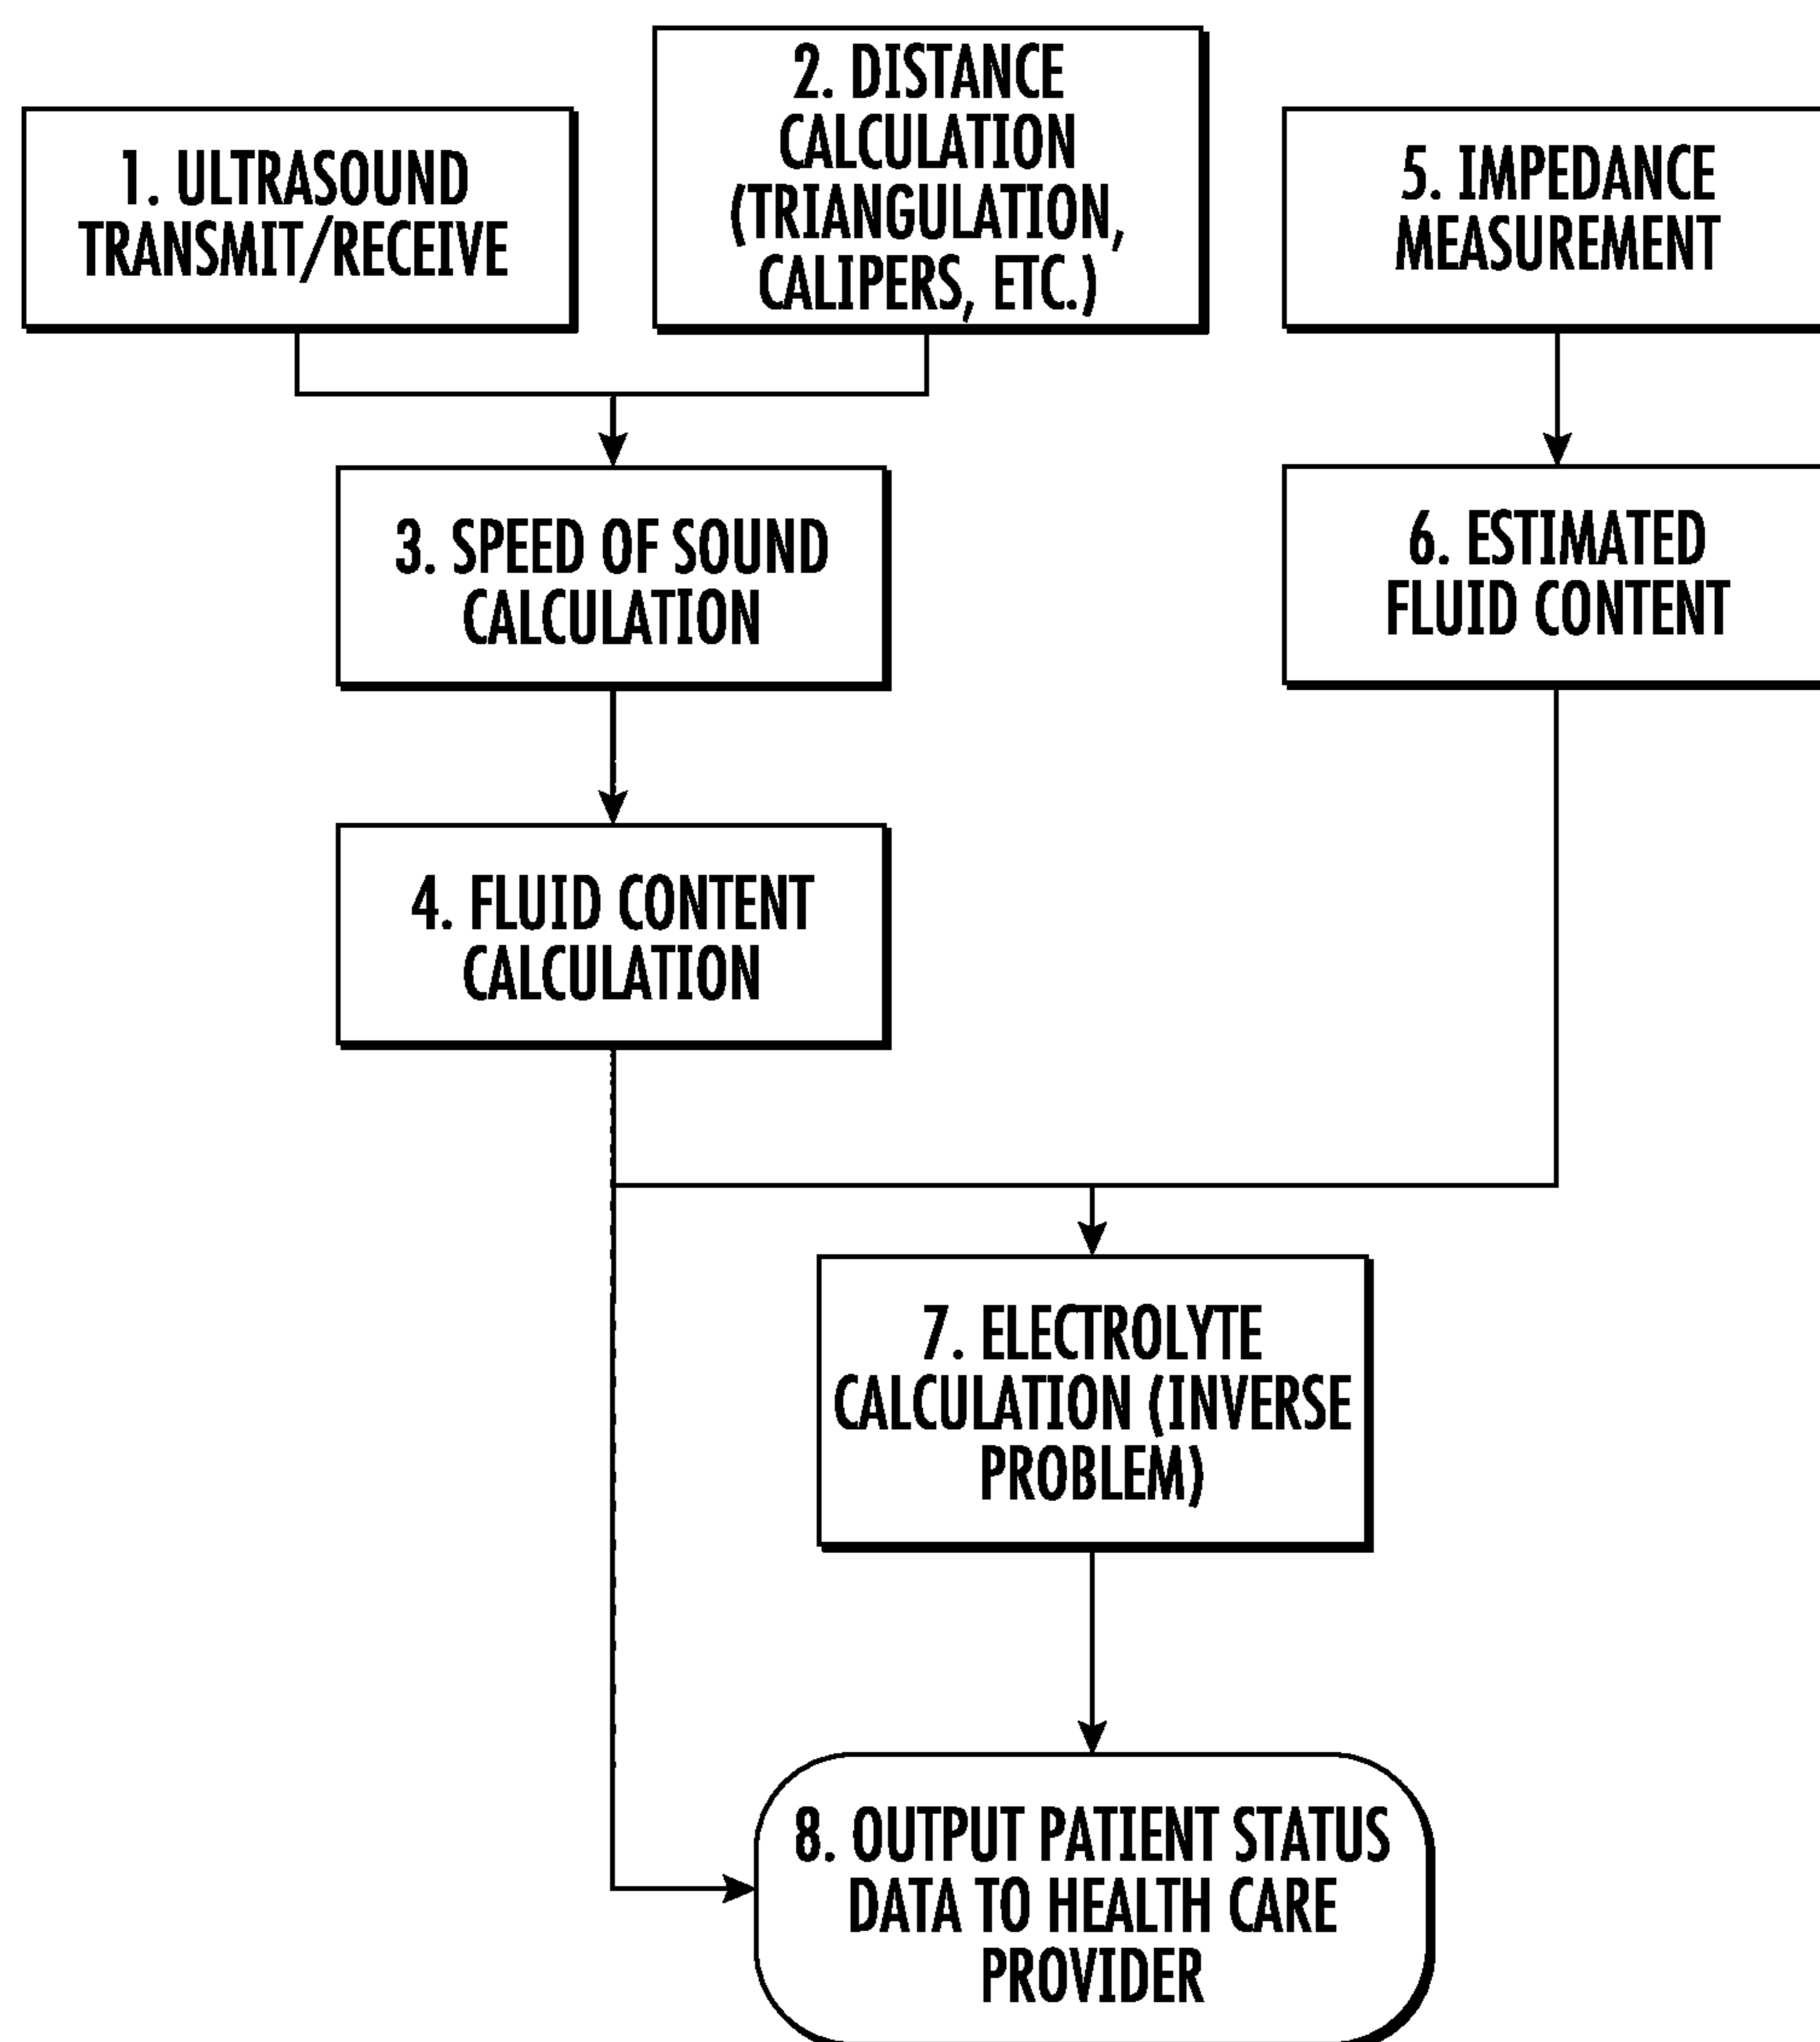 1. ULTRASOUND
TRANSMIT/RECEIVE
2. DISTANCE
CALCULATION
(TRIANGULATION,
CALIPERS, ETC.)
5. IMPEDANCE
MEASUREMENT
3. SPEED OF SOUND
CALCULATION
6. ESTIMATED
FLUID CONTENT
4. FLUID CONTENT
CALCULATION
7. ELECTROLYTE
CALCULATION (INVERSE
PROBLEM)
8. OUTPUT PATIENT STATUS
DATA TO HEALTH CARE
PROVIDER